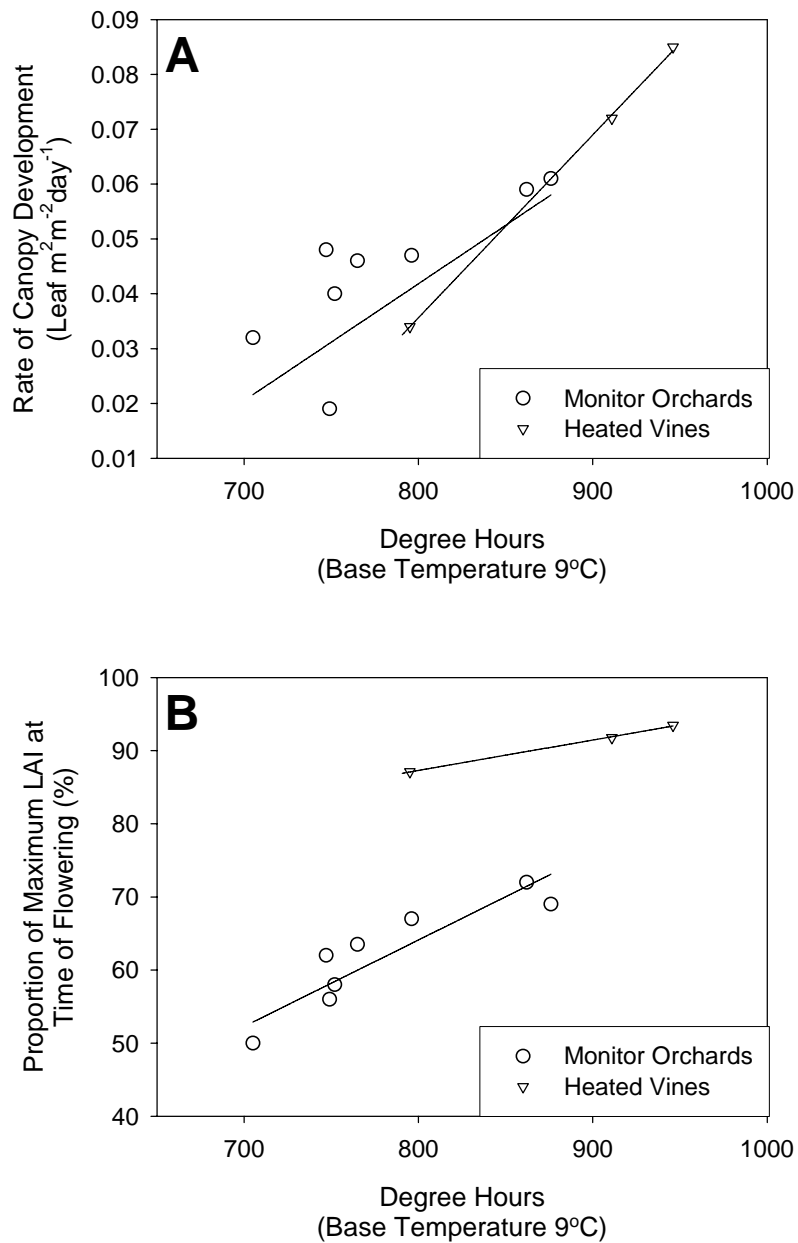 A
Rate of Canopy Development
(Leaf m²m⁻²day⁻¹)
0.09
0.08
0.07
0.06
0.05
0.04
0.03
0.02
0.01
Monitor Orchards
Heated Vines
700 800 900 1000
Degree Hours
(Base Temperature 9ºC)
B
Proportion of Maximum LAI at
Time of Flowering (%)
100
90
80
70
60
50
40
Monitor Orchards
Heated Vines
700 800 900 1000
Degree Hours
(Base Temperature 9ºC)